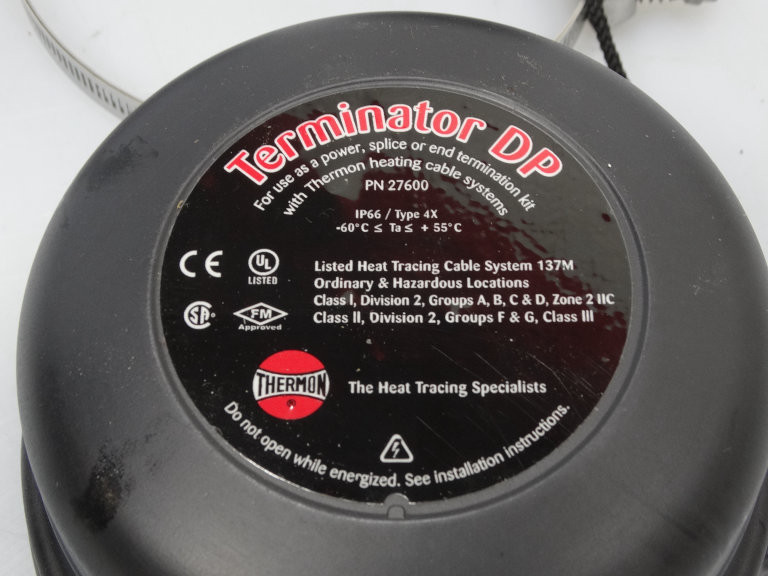 Terminator DP
For use as a power, splice or end termination kit
with Thermon heating cable systems
PN 27600
IP66 / Type 4X
-60°C ≤ Ta ≤ + 55°C
CE
UL
LISTED
Listed Heat Tracing Cable System 137M
Ordinary & Hazardous Locations
Class I, Division 2, Groups A, B, C & D, Zone 2 IIC
Class II, Division 2, Groups F & G, Class III
SA
FM
Approved
THERMON
®
The Heat Tracing Specialists
Do not open while energized. See installation instructions.